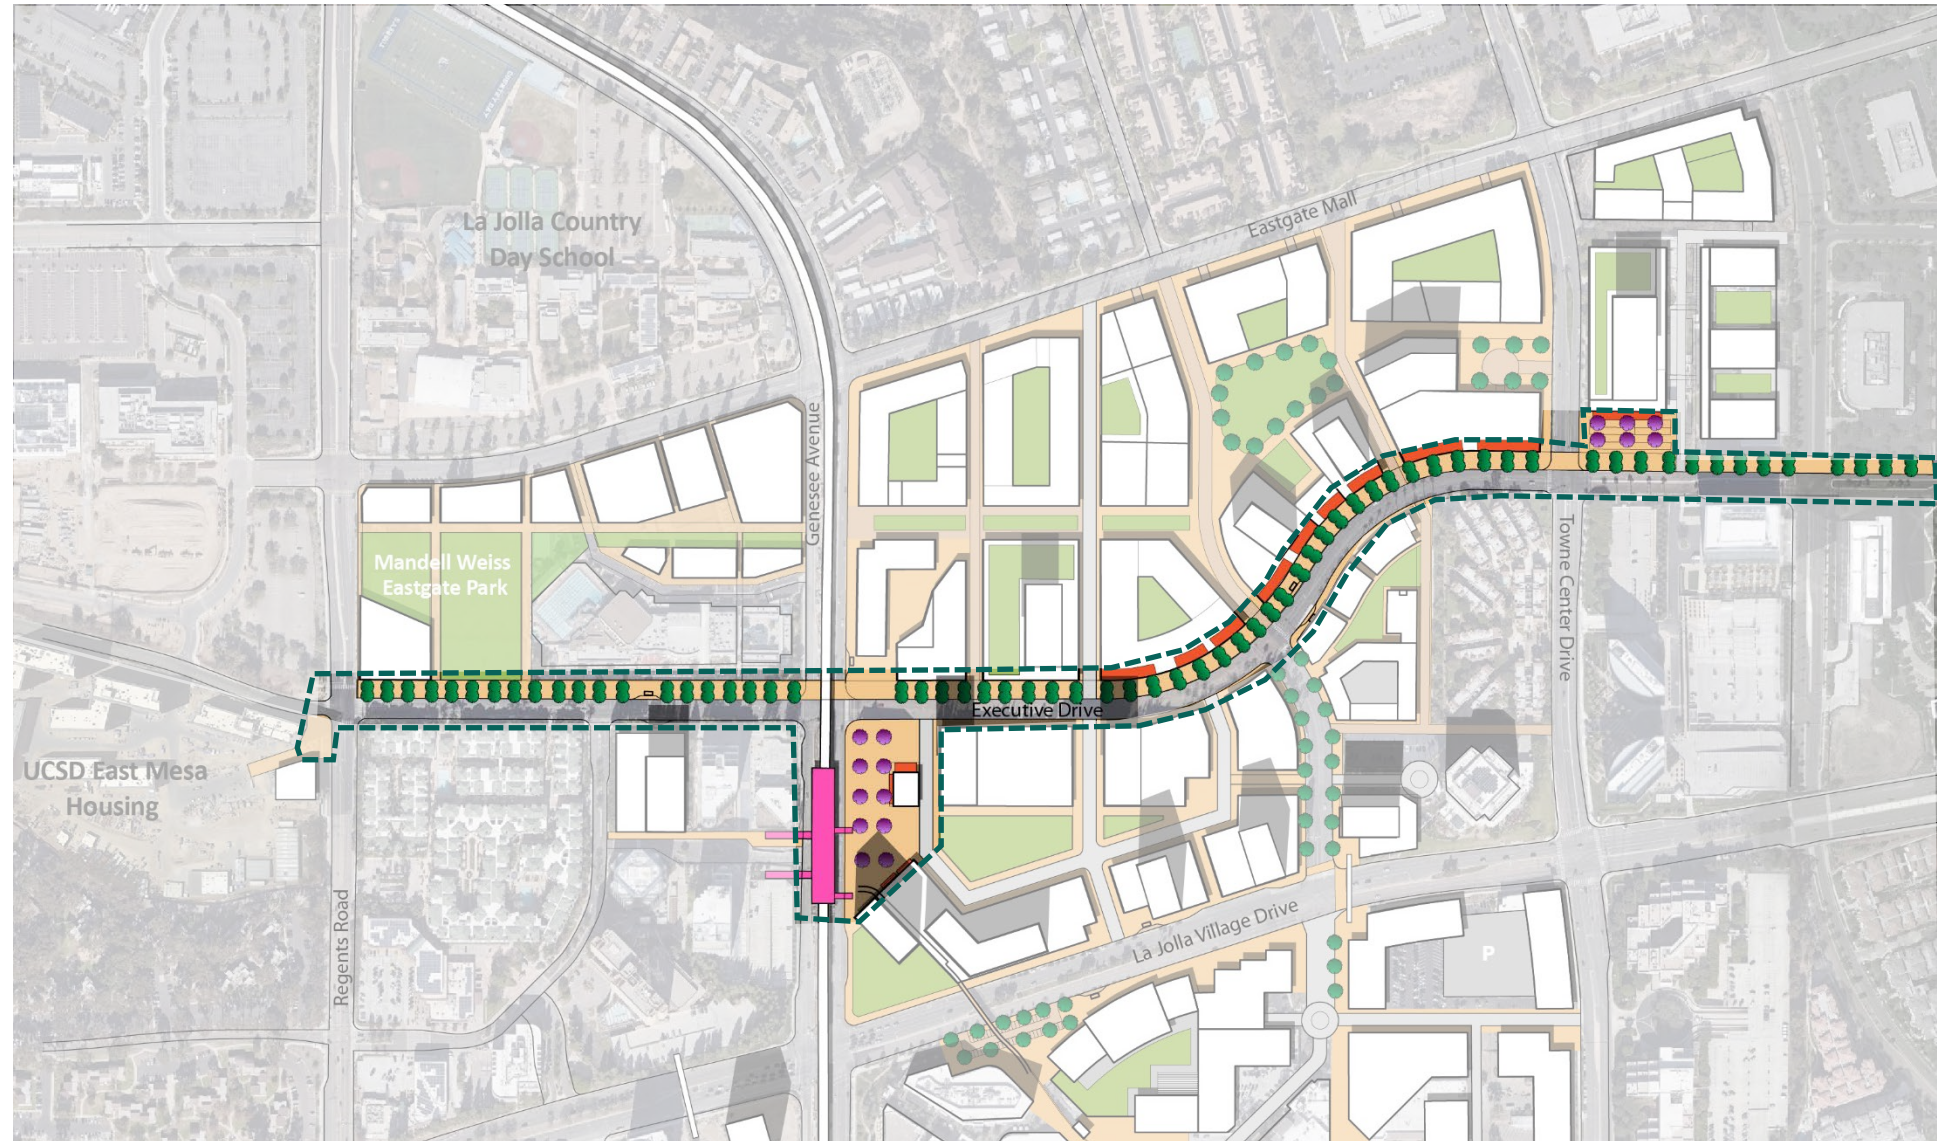 La Jolla Country
Day School
Eastgate Mall
Genesee Avenue
Mandell Weiss
Eastgate Park
Towne Center Drive
Executive Drive
UCSD East Mesa
Housing
Regents Road
La Jolla Village Drive
P